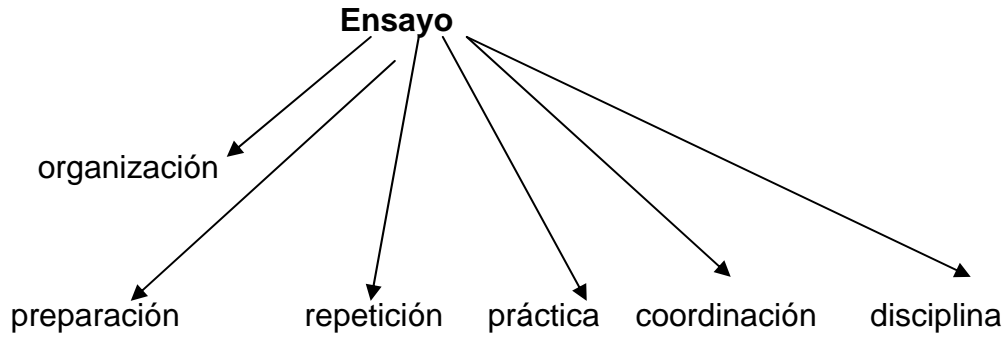 Ensayo
organización
preparación repetición práctica coordinación disciplina